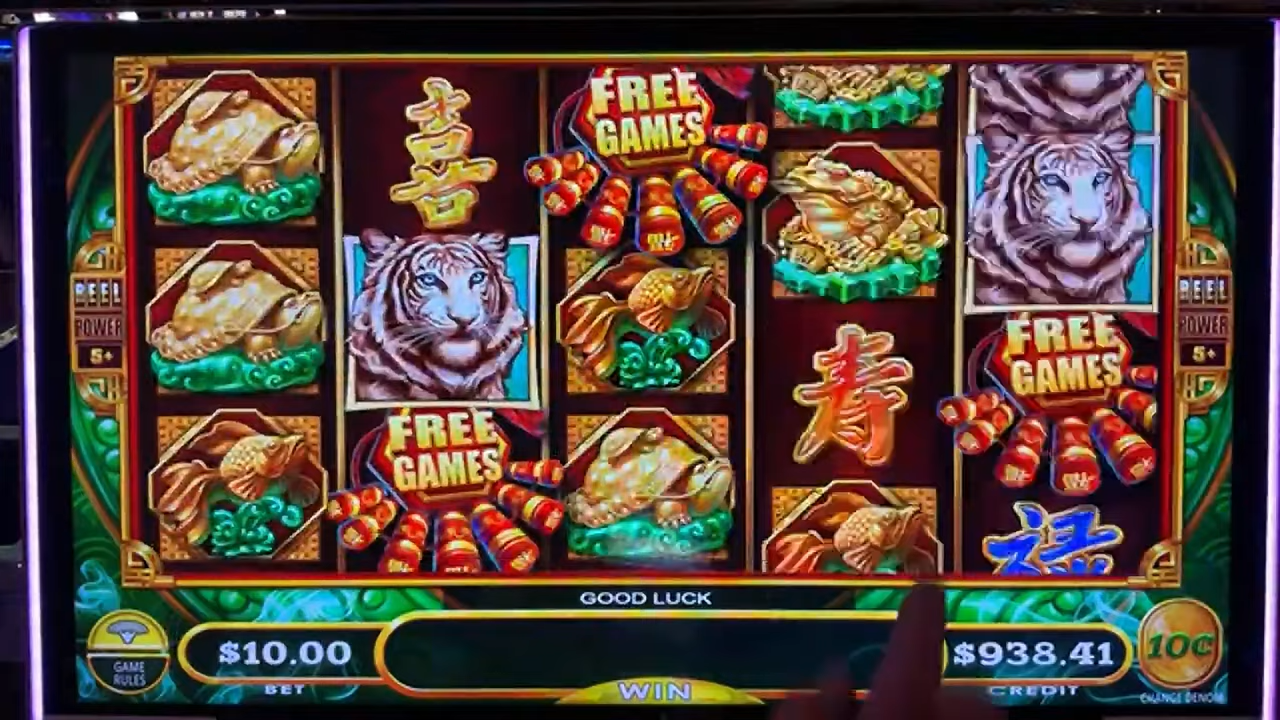 喜
FREE
GAMES
REEL
POWER
5+
REEL
POWER
5+
FREE
GAMES
寿
FREE
GAMES
禄
GOOD LUCK
GAME
RULES
$10.00
BET
WIN
$938.41
CREDIT
10¢
CHANGE DENOM